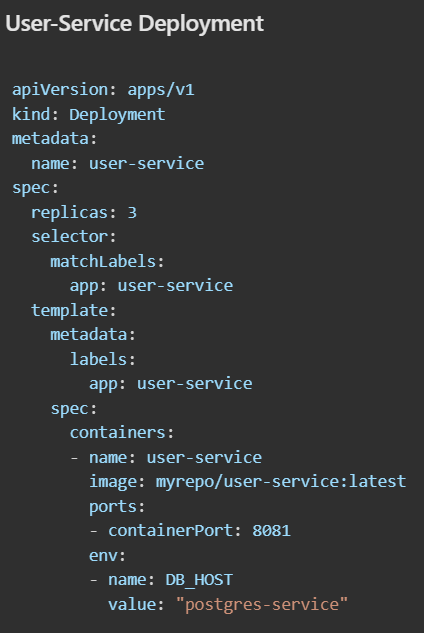 User-Service Deployment
apiVersion: apps/v1
kind: Deployment
metadata:
  name: user-service
spec:
  replicas: 3
  selector:
    matchLabels:
      app: user-service
  template:
    metadata:
      labels:
        app: user-service
    spec:
      containers:
      - name: user-service
        image: myrepo/user-service:latest
        ports:
        - containerPort: 8081
        env:
        - name: DB_HOST
          value: "postgres-service"